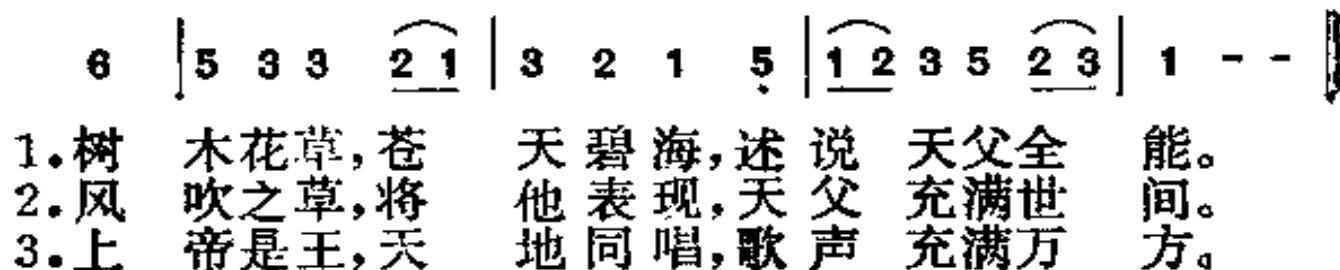 6 | 5 3 3 2 1 | 3 2 1 5 | 1 2 3 5 2 3 | 1 - -
1.树木花草,苍天碧海,述说天父全能。
2.风吹之草,将他表现,天父充满世间。
3.上帝是王,天地同唱,歌声充满万方。